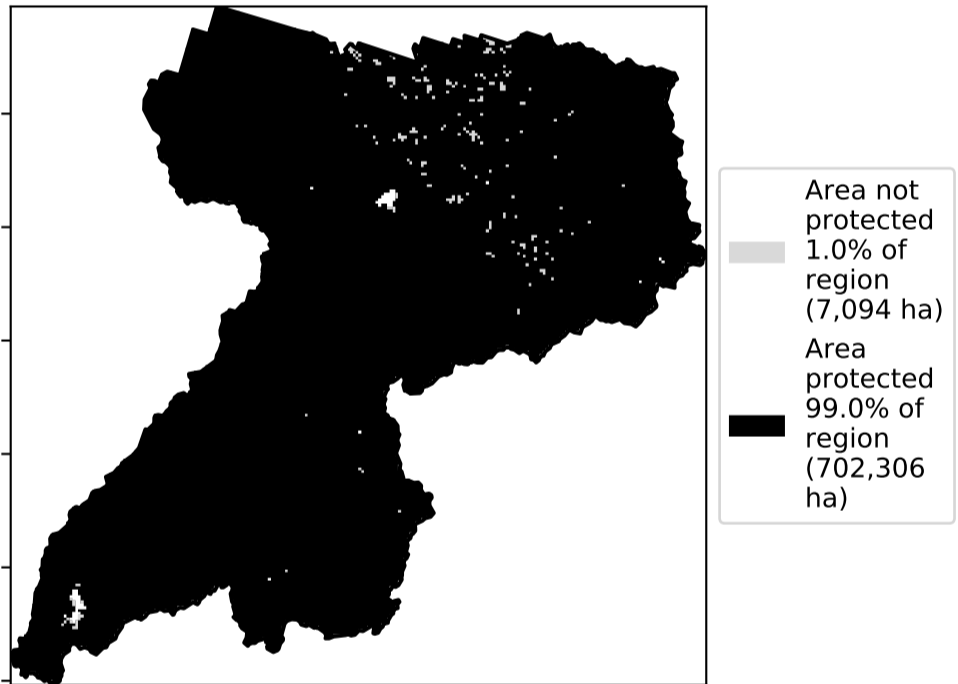 Area not
protected
1.0% of
region
(7,094 ha)
Area
protected
99.0% of
region
(702,306
ha)